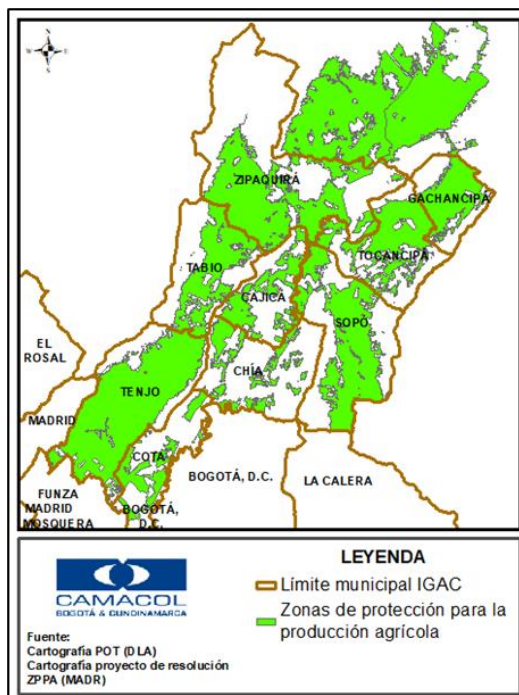 ZIPAQUIRÁ
GACHANCIPÁ
TOCANCIPÁ
TABIO
CAJICÁ
SOPÓ
EL
ROSAL
CHÍA
TENJO
MADRID
COTA
BOGOTÁ, D.C.
LA CALERA
FUNZA
MADRID
MOSQUERA
BOGOTÁ,
D.C.
CAMACOL
BOGOTÁ & CUNDINAMARCA
Fuente:
Cartografía POT (DLA)
Cartografía proyecto de resolución
ZPPA (MADR)
LEYENDA
Límite municipal IGAC
Zonas de protección para la
producción agrícola